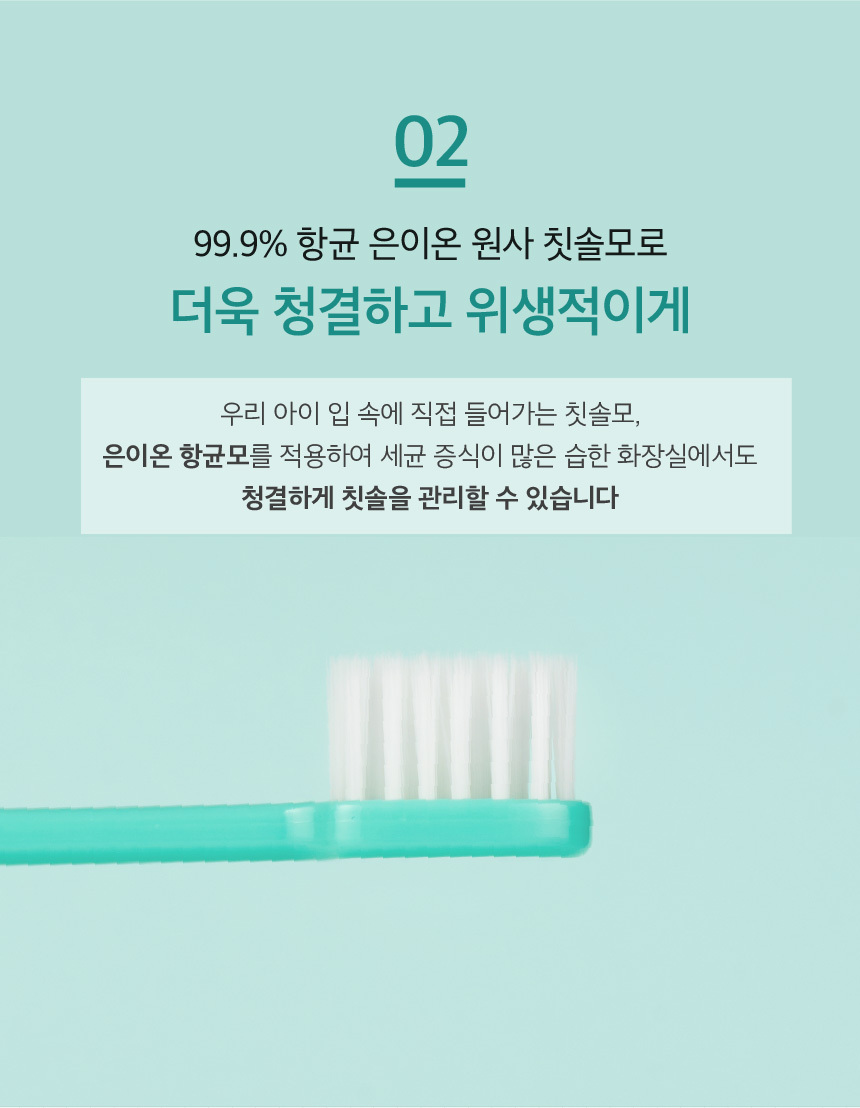 02
99.9% 항균 은이온 원사 칫솔모로
더욱 청결하고 위생적이게
우리 아이 입 속에 직접 들어가는 칫솔모,
은이온 항균모를 적용하여 세균 증식이 많은 습한 화장실에서도
청결하게 칫솔을 관리할 수 있습니다